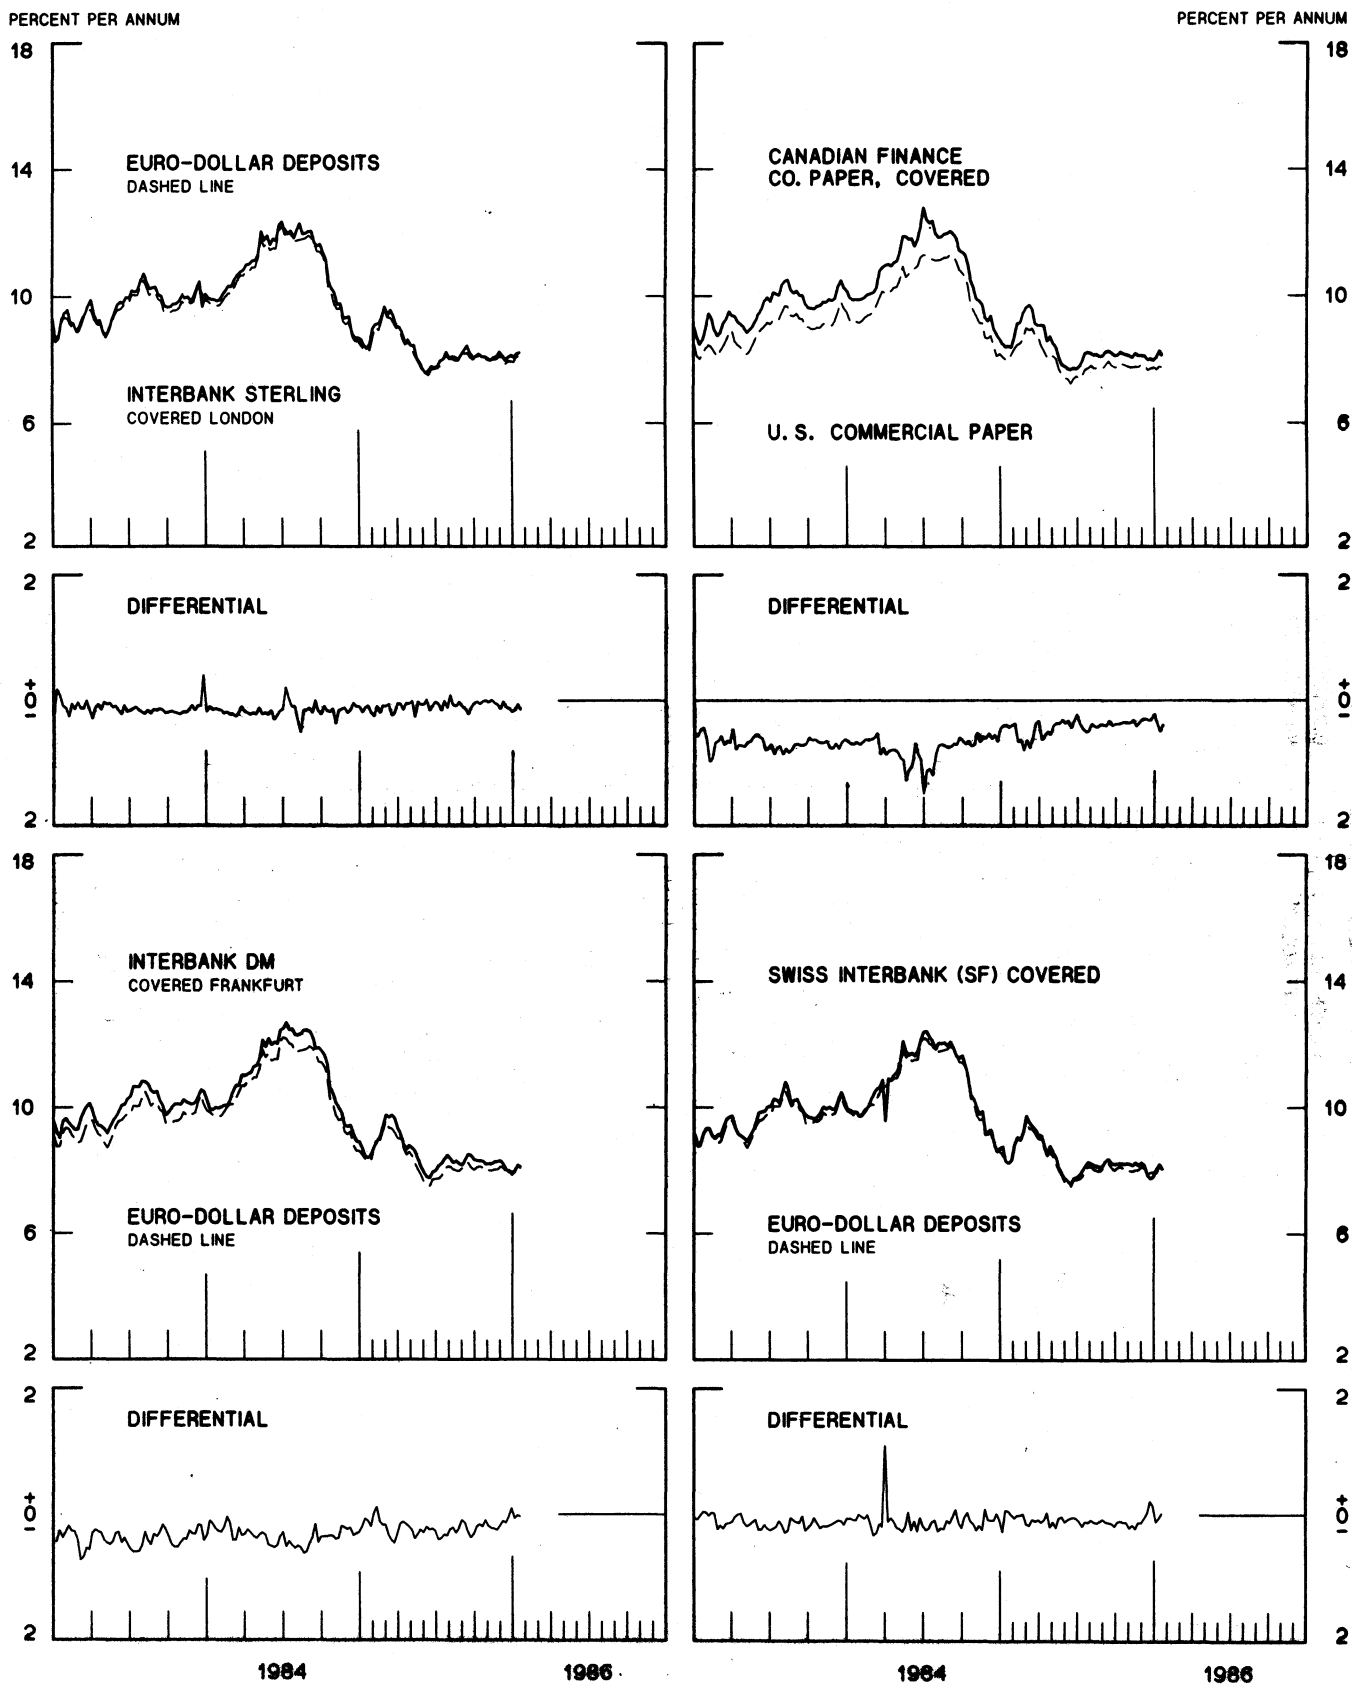 PERCENT PER ANNUM
PERCENT PER ANNUM
18
18
EURO-DOLLAR DEPOSITS
DASHED LINE
14
CANADIAN FINANCE
CO. PAPER, COVERED
14
10
10
INTERBANK STERLING
COVERED LONDON
6
U. S. COMMERCIAL PAPER
6
2
2
2
DIFFERENTIAL
DIFFERENTIAL
2
+
0
−
+
0
−
2
2
18
18
INTERBANK DM
COVERED FRANKFURT
14
SWISS INTERBANK (SF) COVERED
14
10
10
EURO-DOLLAR DEPOSITS
DASHED LINE
6
EURO-DOLLAR DEPOSITS
DASHED LINE
6
2
2
2
DIFFERENTIAL
DIFFERENTIAL
2
+
0
−
+
0
−
2
2
1984
1986
1984
1986